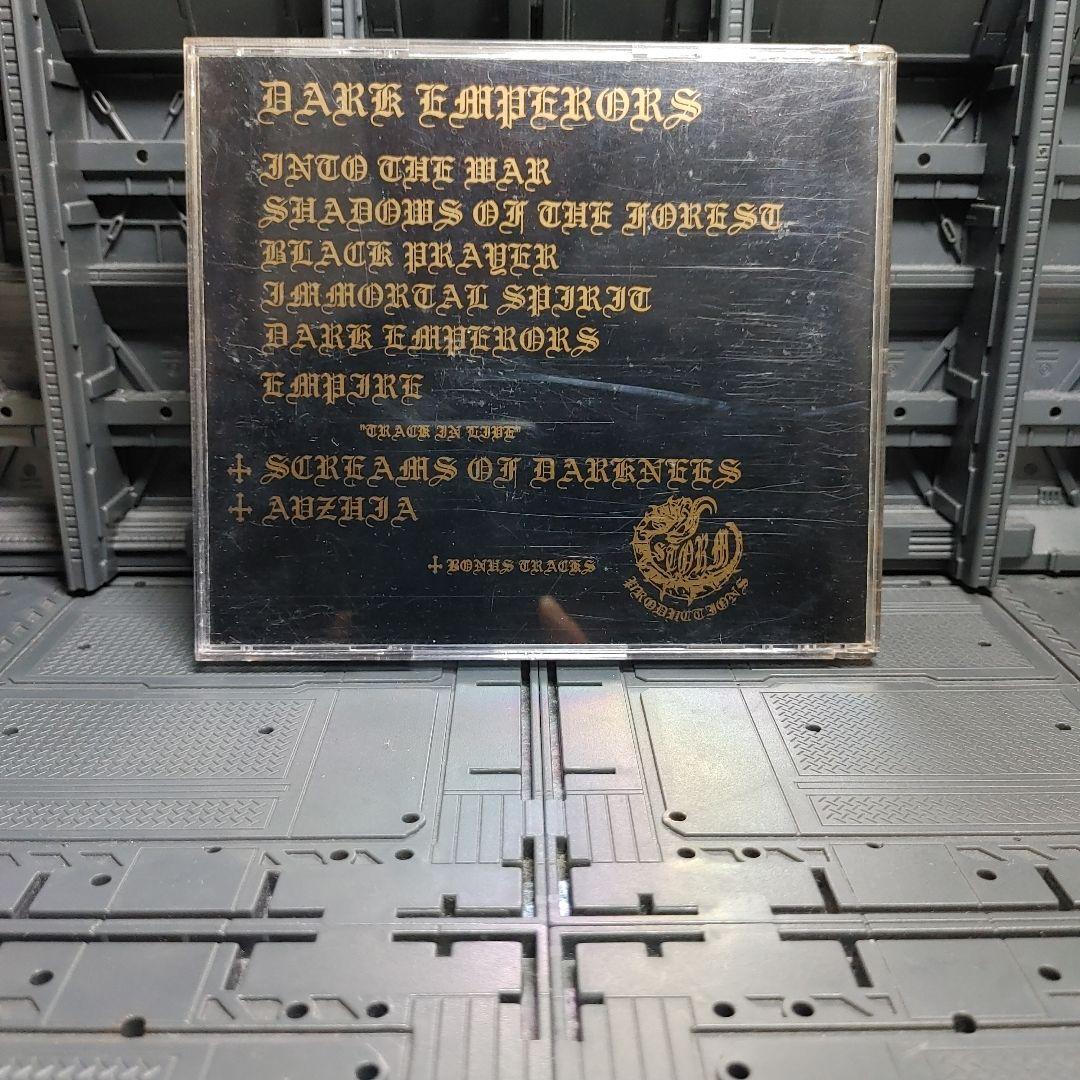 DARK EMPERORS
INTO THE WAR
SHADOWS OF THE FOREST
BLACK PRAYER
IMMORTAL SPIRIT
DARK EMPERORS
EMPIRE
"TRACK IN LIVE"
SCREAMS OF DARKNEES
AVZHIA
BONUS TRACKS
STORM
PRODUCTIONS